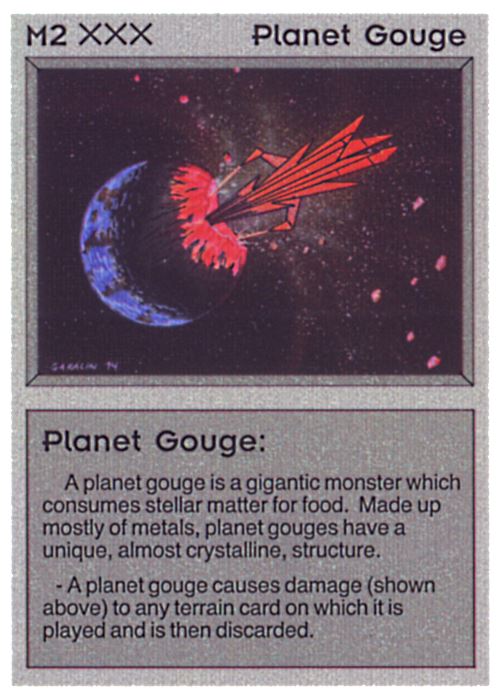 M2 XXX Planet Gouge
GARALIN 94
Planet Gouge:
A planet gouge is a gigantic monster which
consumes stellar matter for food. Made up
mostly of metals, planet gouges have a
unique, almost crystalline, structure.
- A planet gouge causes damage (shown
above) to any terrain card on which it is
played and is then discarded.